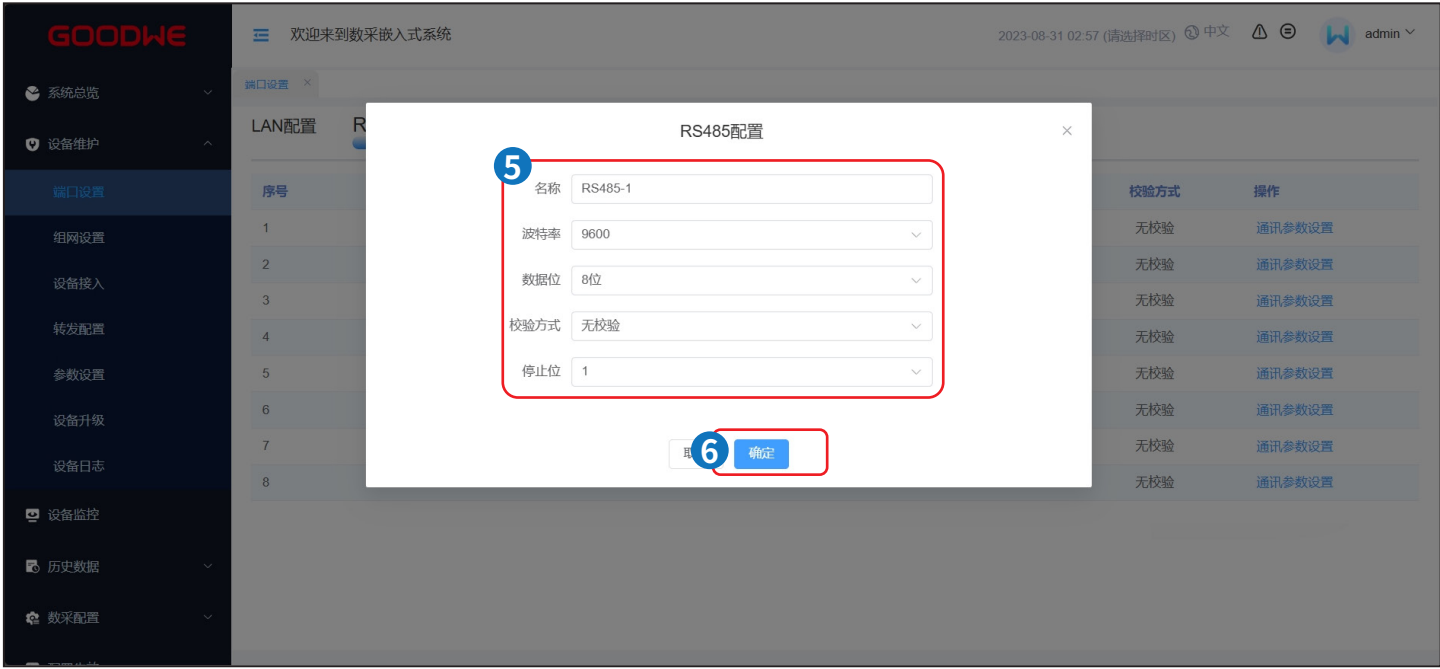 GOODWE
欢迎来到数采嵌入式系统
2023-08-31 02:57 (请选择时区) 中文 admin
系统总览
设备维护
端口设置
组网设置
设备接入
转发配置
参数设置
设备升级
设备日志
设备监控
历史数据
数采配置
端口设置 ×
LAN配置 R
RS485配置 ×
5
名称 RS485-1
波特率 9600
数据位 8位
校验方式 无校验
停止位 1
6 确定
序号 校验方式 操作
1 无校验 通讯参数设置
2 无校验 通讯参数设置
3 无校验 通讯参数设置
4 无校验 通讯参数设置
5 无校验 通讯参数设置
6 无校验 通讯参数设置
7 无校验 通讯参数设置
8 无校验 通讯参数设置